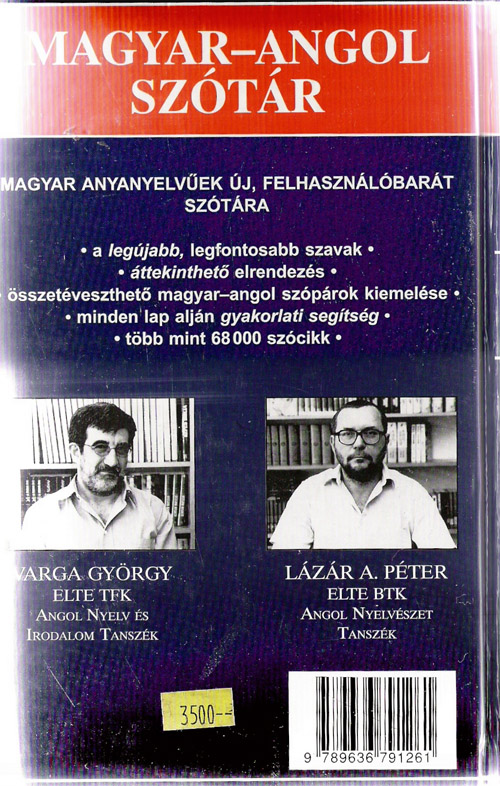 MAGYAR–ANGOL
SZÓTÁR
MAGYAR ANYANYELVŰEK ÚJ, FELHASZNÁLÓBARÁT
SZÓTÁRA
• a legújabb, legfontosabb szavak •
• áttekinthető elrendezés •
• összetéveszthető magyar–angol szópárok kiemelése •
• minden lap alján gyakorlati segítség •
• több mint 68 000 szócikk •
VARGA GYÖRGY
ELTE TFK
ANGOL NYELV ÉS
IRODALOM TANSZÉK
LÁZÁR A. PÉTER
ELTE BTK
ANGOL NYELVÉSZET
TANSZÉK
3500--
9 789636 791261